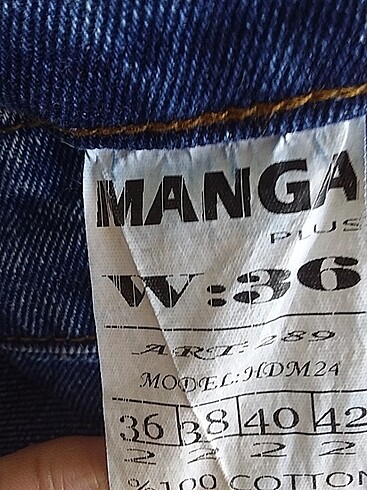 MANGA
PLUS
W:36
ART:289
MODEL:HDM24
36 38 40 42
2 2 2 2
%100 COTTON